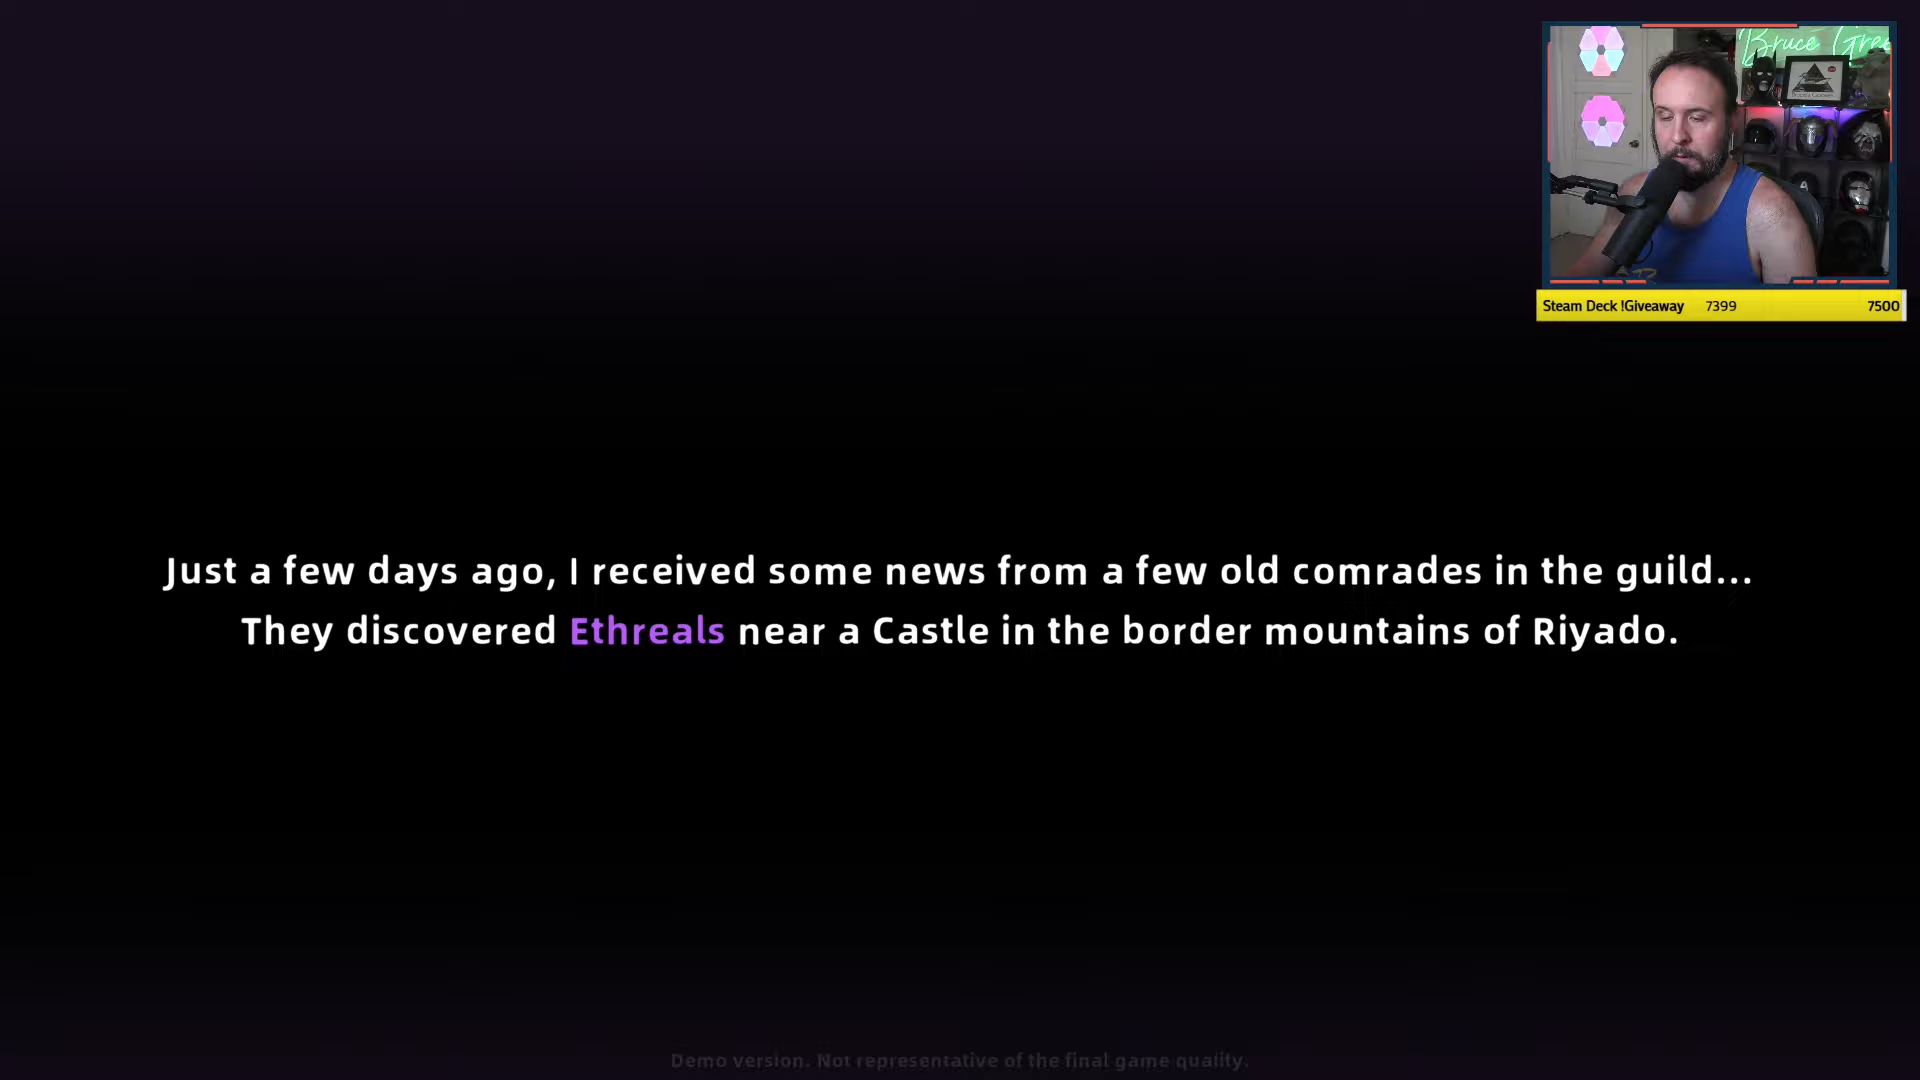 Bruce Gree
Steam Deck !Giveaway 7399 7500
Just a few days ago, I received some news from a few old comrades in the guild...
They discovered Ethreals near a Castle in the border mountains of Riyado.
Demo version. Not representative of the final game quality.